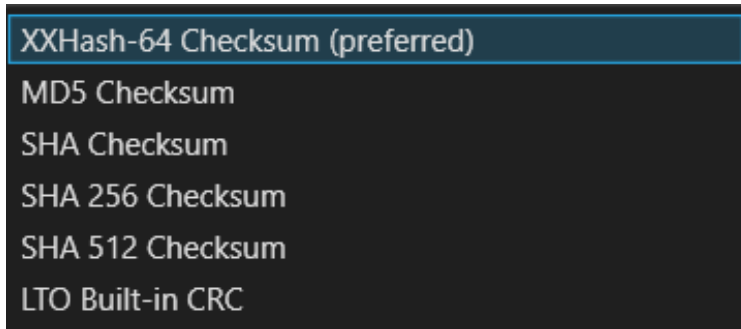 XXHash-64 Checksum (preferred)
MD5 Checksum
SHA Checksum
SHA 256 Checksum
SHA 512 Checksum
LTO Built-in CRC